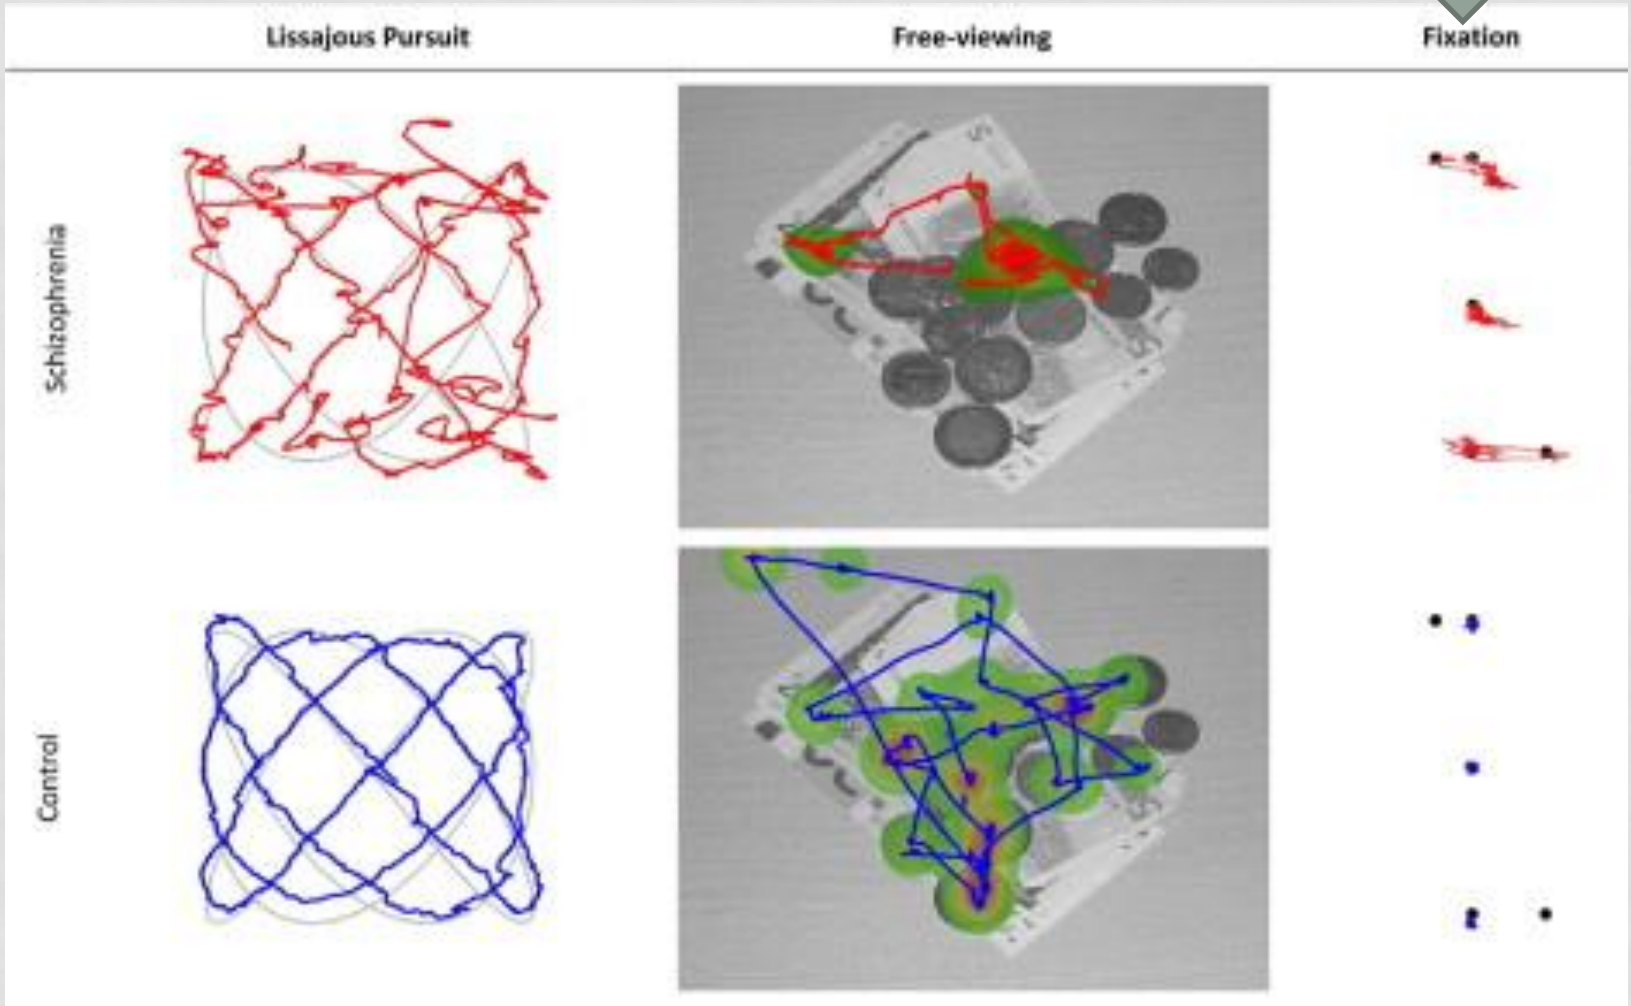 Lissajous Pursuit
Free-viewing
Fixation
Schizophrenia
Control